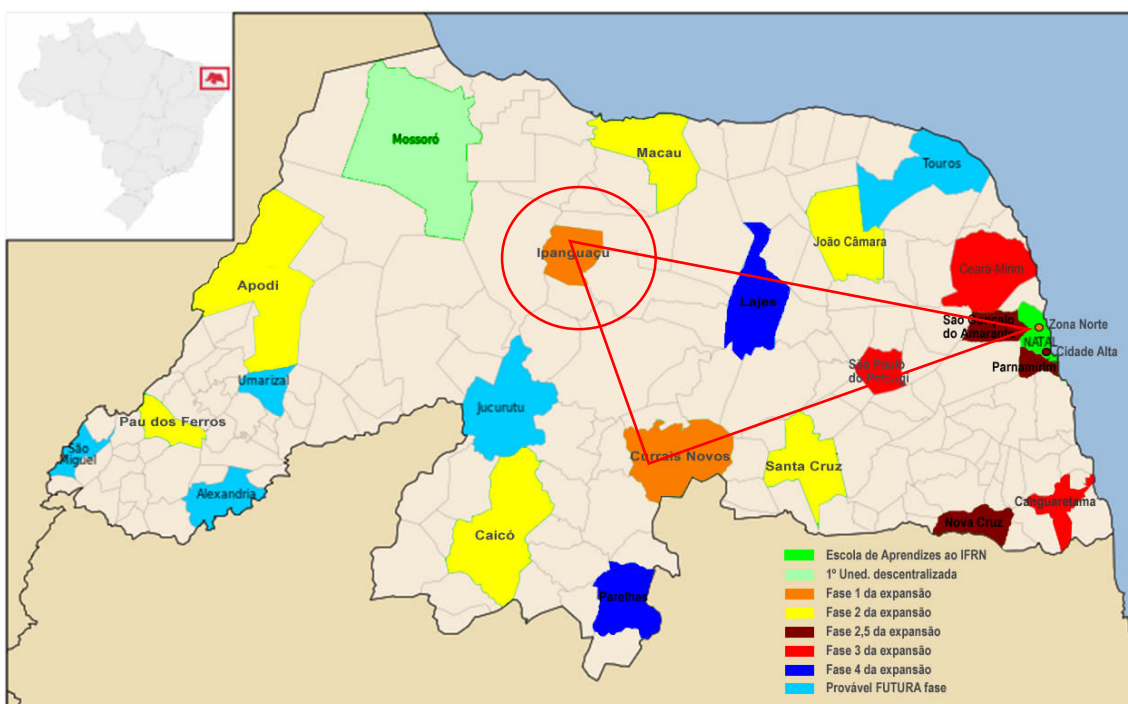 Mossoró
Macau
Touros
Ipanguaçu
João Câmara
Ceará-Mirim
Apodi
Lajes
São Gonçalo
do Amarante
Zona Norte
NATAL
Cidade Alta
Parnamirim
São Paulo
do Potengi
Umarizal
Jucurutu
Pau dos Ferros
São
Miguel
Currais Novos
Santa Cruz
Alexandria
Canguaretama
Caicó
Nova Cruz
Parelhas
Escola de Aprendizes ao IFRN
1º Uned. descentralizada
Fase 1 da expansão
Fase 2 da expansão
Fase 2,5 da expansão
Fase 3 da expansão
Fase 4 da expansão
Provável FUTURA fase